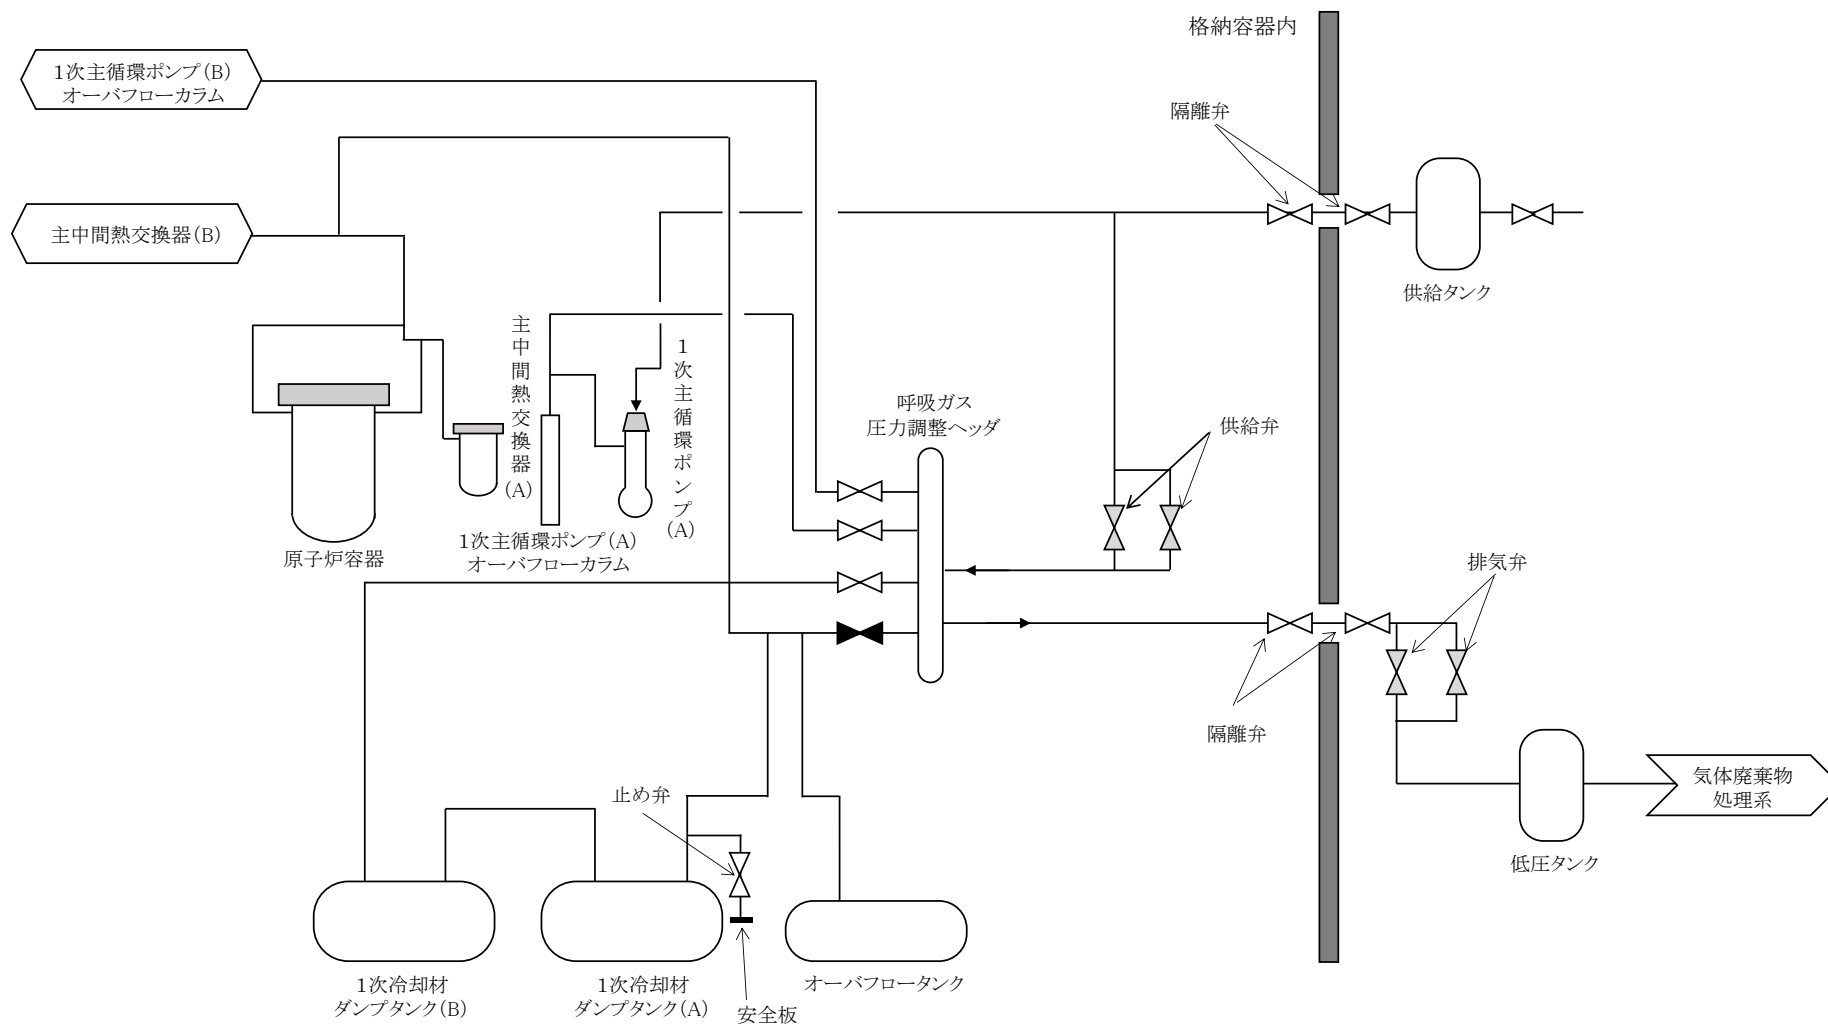 格納容器内
1次主循環ポンプ(B)
オーバフローカラム
隔離弁
主中間熱交換器(B)
供給タンク
主中間熱交換器(A)
1次主循環ポンプ(A)
呼吸ガス
圧力調整ヘッダ
供給弁
1次主循環ポンプ(A)
オーバフローカラム
原子炉容器
排気弁
隔離弁
気体廃棄物
処理系
止め弁
低圧タンク
1次冷却材
ダンプタンク(B)
1次冷却材
ダンプタンク(A)
オーバフロータンク
安全板